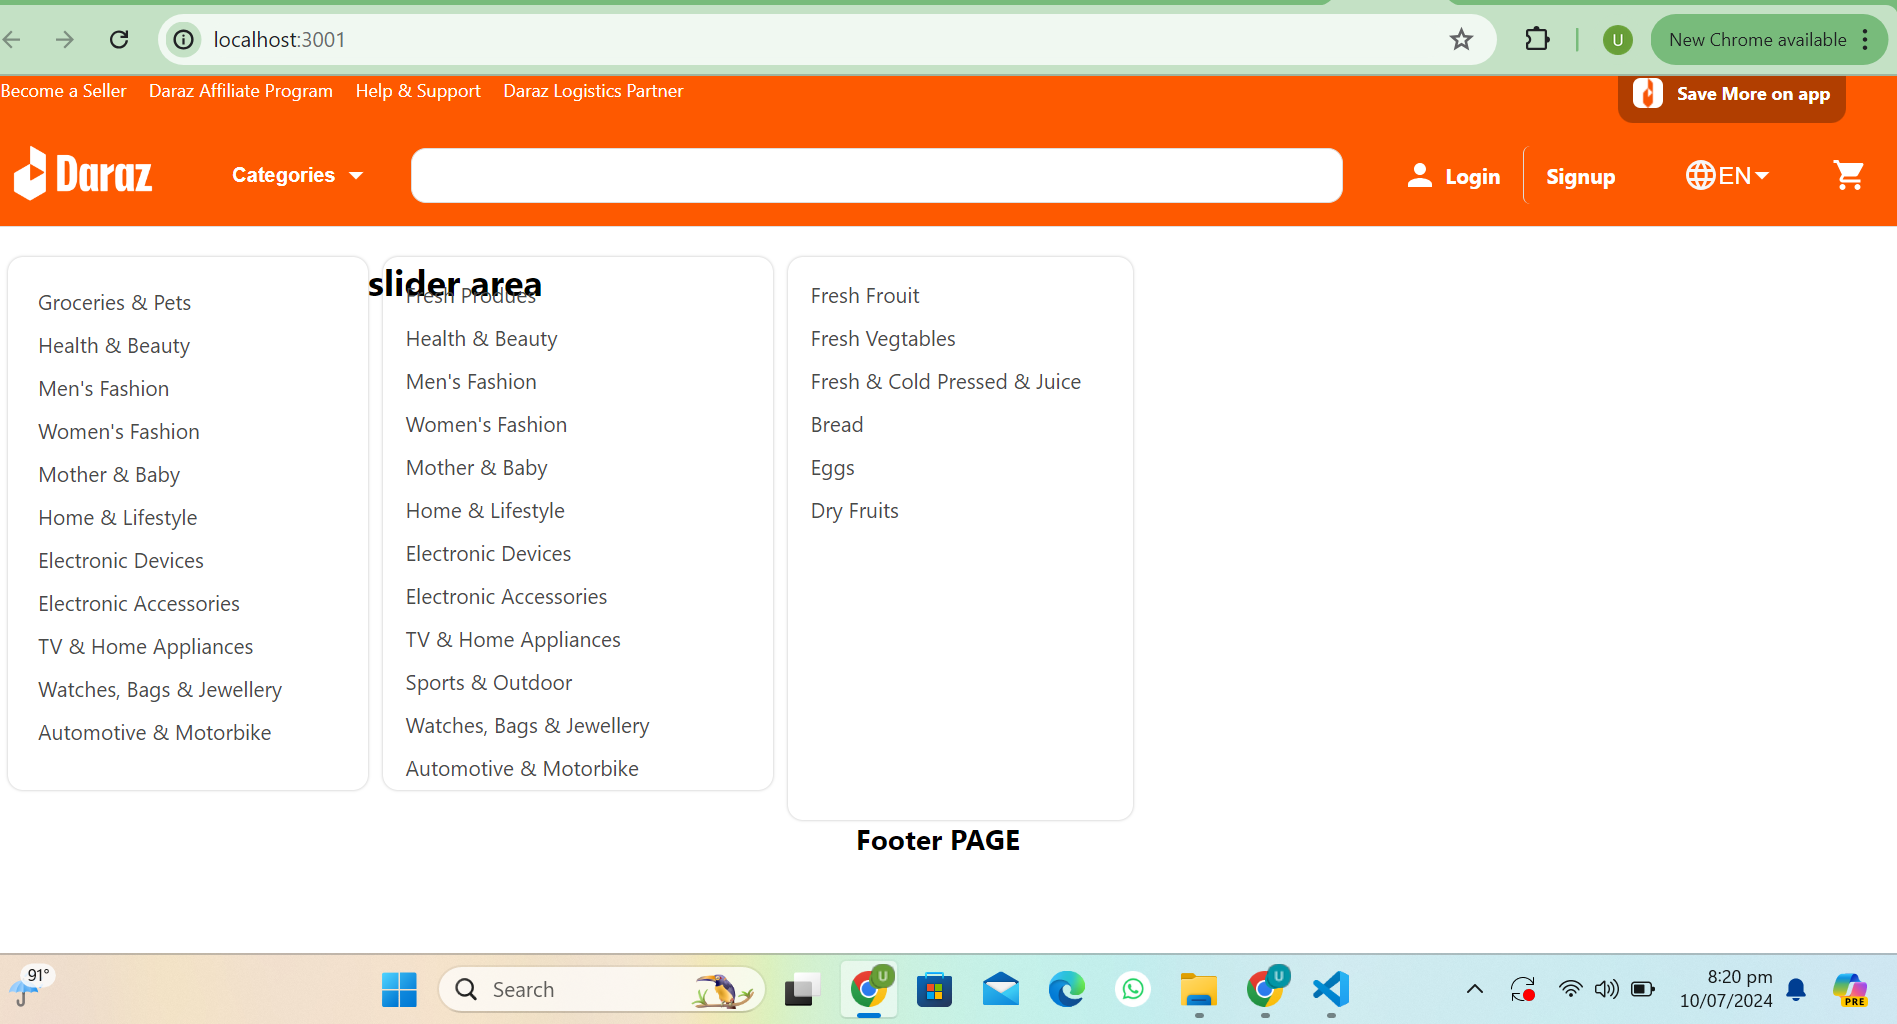 localhost:3001
U
New Chrome available
Become a Seller Daraz Affiliate Program Help & Support Daraz Logistics Partner
Save More on app
Daraz
Categories
Login
Signup
EN
Groceries & Pets
Health & Beauty
Men's Fashion
Women's Fashion
Mother & Baby
Home & Lifestyle
Electronic Devices
Electronic Accessories
TV & Home Appliances
Watches, Bags & Jewellery
Automotive & Motorbike
slider area
Fresh Produes
Health & Beauty
Men's Fashion
Women's Fashion
Mother & Baby
Home & Lifestyle
Electronic Devices
Electronic Accessories
TV & Home Appliances
Sports & Outdoor
Watches, Bags & Jewellery
Automotive & Motorbike
Fresh Frouit
Fresh Vegtables
Fresh & Cold Pressed & Juice
Bread
Eggs
Dry Fruits
Footer PAGE
91°
Search
U
U
8:20 pm
10/07/2024
PRE